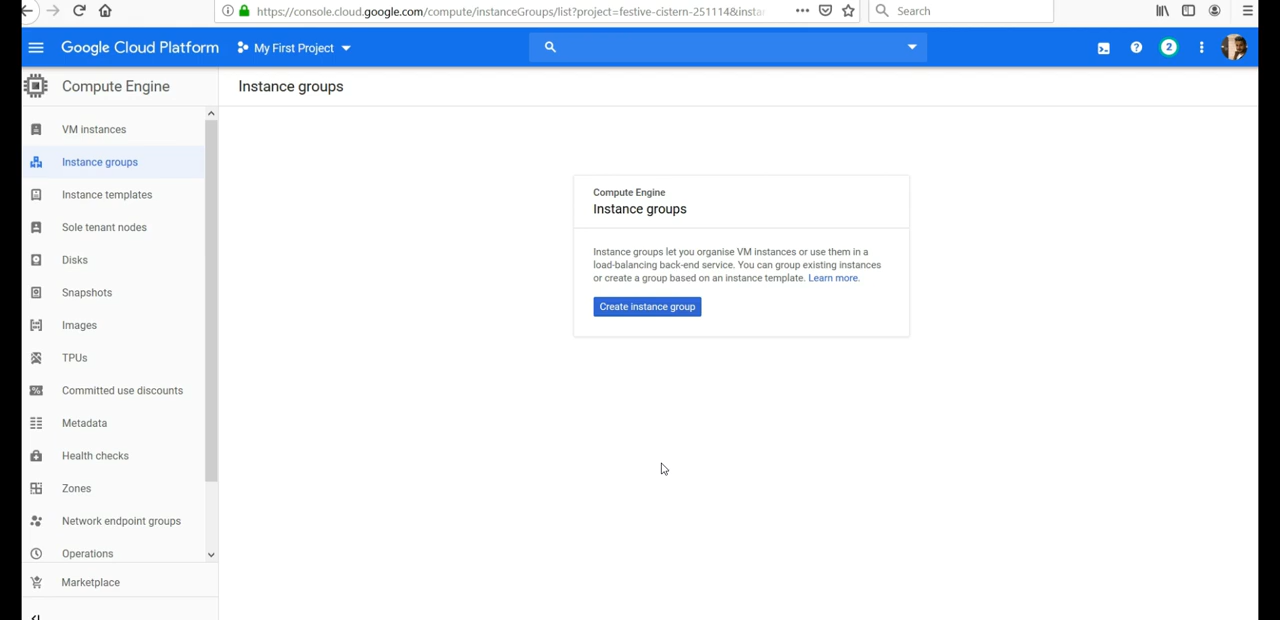 https://console.cloud.google.com/compute/instanceGroups/list?project=festive-cistern-251114&insta
Search
Google Cloud Platform
My First Project
2
Compute Engine
Instance groups
VM instances
Instance groups
Instance templates
Sole tenant nodes
Disks
Snapshots
Images
TPUs
Committed use discounts
Metadata
Health checks
Zones
Network endpoint groups
Operations
Marketplace
Compute Engine
Instance groups
Instance groups let you organise VM instances or use them in a
load-balancing back-end service. You can group existing instances
or create a group based on an instance template. Learn more.
Create instance group